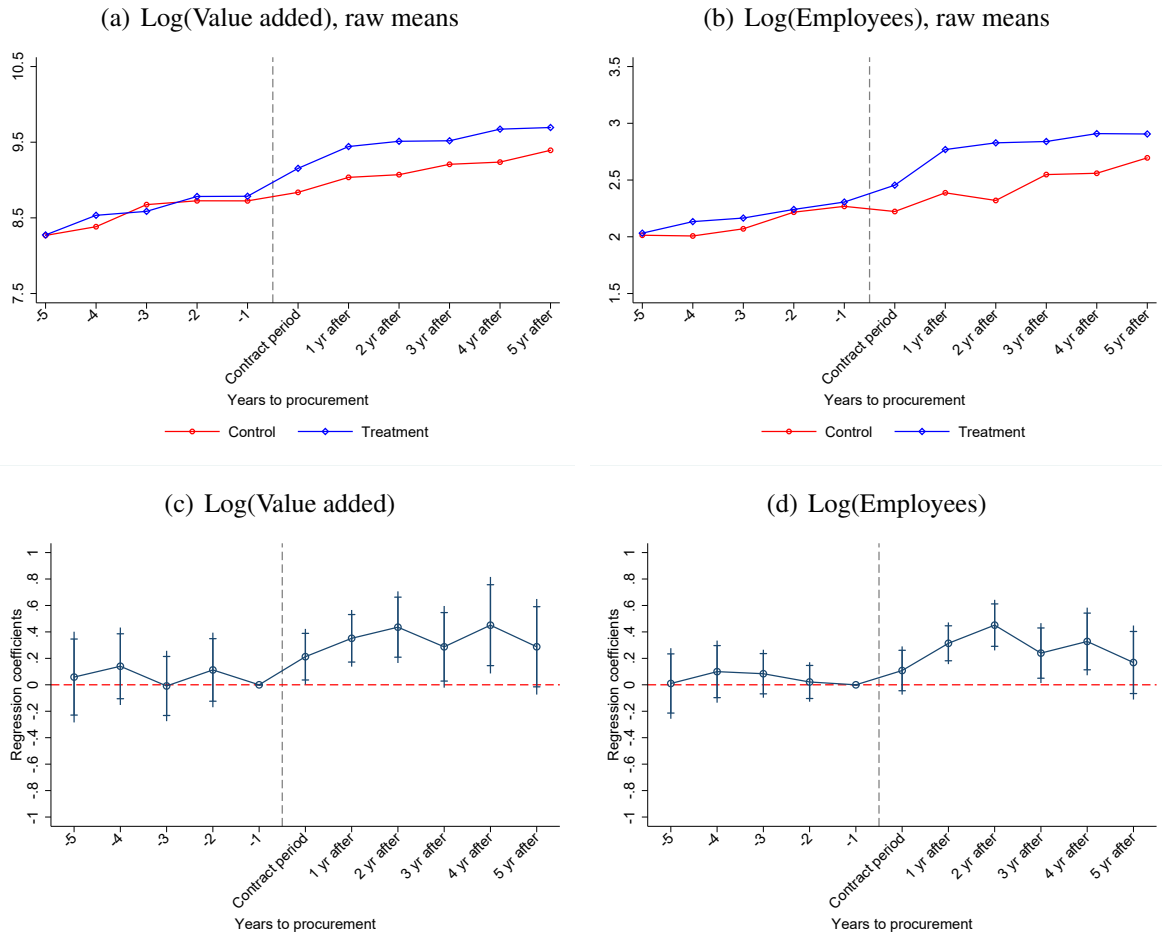 (a) Log(Value added), raw means
10.5
9.5
8.5
7.5
-5
-4
-3
-2
-1
Contract period
1 yr after
2 yr after
3 yr after
4 yr after
5 yr after
Years to procurement
Control
Treatment
(b) Log(Employees), raw means
3.5
3
2.5
2
1.5
-5
-4
-3
-2
-1
Contract period
1 yr after
2 yr after
3 yr after
4 yr after
5 yr after
Years to procurement
Control
Treatment
(c) Log(Value added)
Regression coefficients
1
.8
.6
.4
.2
0
-.2
-.4
-.6
-.8
-1
-5
-4
-3
-2
-1
Contract period
1 yr after
2 yr after
3 yr after
4 yr after
5 yr after
Years to procurement
(d) Log(Employees)
Regression coefficients
1
.8
.6
.4
.2
0
-.2
-.4
-.6
-.8
-1
-5
-4
-3
-2
-1
Contract period
1 yr after
2 yr after
3 yr after
4 yr after
5 yr after
Years to procurement